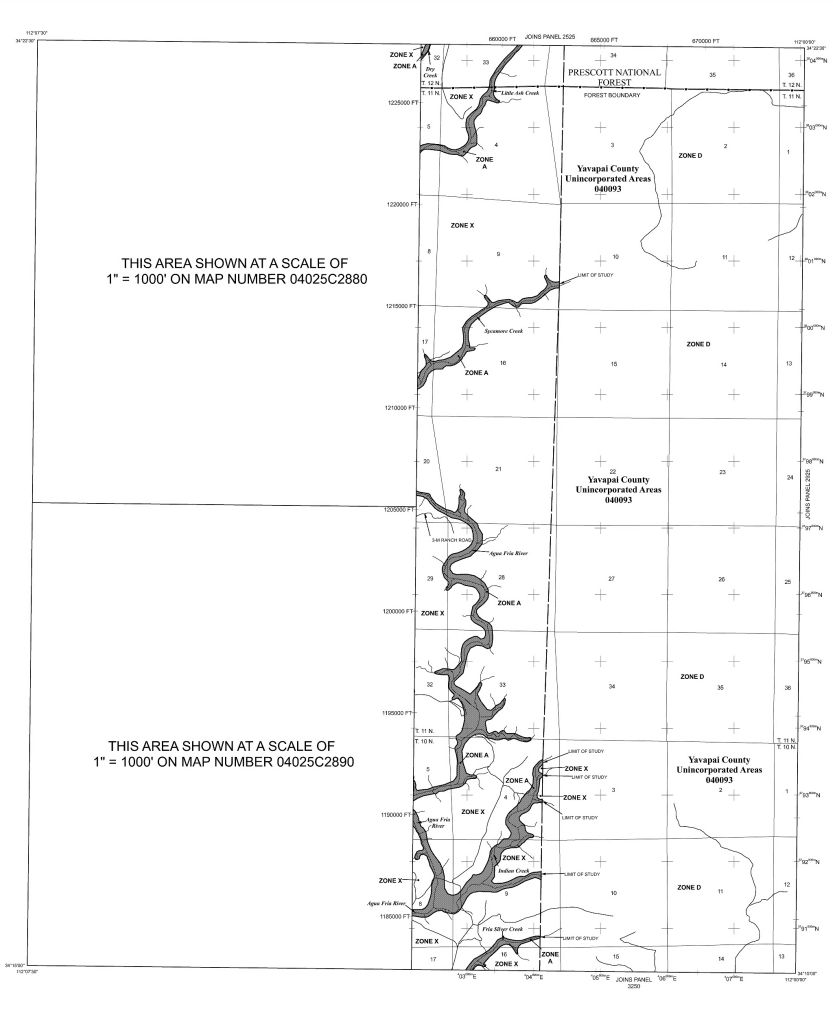 112°07'30"
34°22'30"
660000 FT
JOINS PANEL 2525
665000 FT
670000 FT
112°00'00"
34°22'30"
ZONE X
ZONE A
32
Dry
Creek
33
34
35
36
T. 12 N.
T. 11 N.
PRESCOTT NATIONAL
FOREST
FOREST BOUNDARY
T. 12 N.
T. 11 N.
1225000 FT
ZONE X
Little Ash Creek
5
4
3
2
1
ZONE
A
ZONE D
Yavapai County
Unincorporated Areas
040093
1220000 FT
ZONE X
8
9
10
11
12
THIS AREA SHOWN AT A SCALE OF
1" = 1000' ON MAP NUMBER 04025C2880
LIMIT OF STUDY
1215000 FT
Sycamore Creek
17
16
15
14
13
ZONE D
ZONE A
1210000 FT
20
21
22
23
24
Yavapai County
Unincorporated Areas
040093
JOINS PANEL 2925
1205000 FT
3-M RANCH ROAD
Agua Fria River
29
28
27
26
25
ZONE A
ZONE X
1200000 FT
32
33
34
35
36
ZONE D
1195000 FT
T. 11 N.
T. 10 N.
T. 11 N.
T. 10 N.
THIS AREA SHOWN AT A SCALE OF
1" = 1000' ON MAP NUMBER 04025C2890
ZONE A
LIMIT OF STUDY
ZONE X
LIMIT OF STUDY
Yavapai County
Unincorporated Areas
040093
5
ZONE A
4
ZONE X
3
2
1
1190000 FT
ZONE X
LIMIT OF STUDY
Agua Fria
River
ZONE X
Indian Creek
LIMIT OF STUDY
ZONE X
8
9
10
11
12
ZONE D
Agua Fria River
1185000 FT
Fria Silver Creek
ZONE X
LIMIT OF STUDY
17
16
ZONE X
ZONE
A
15
14
13
34°15'00"
112°07'30"
JOINS PANEL
3250
112°00'00"